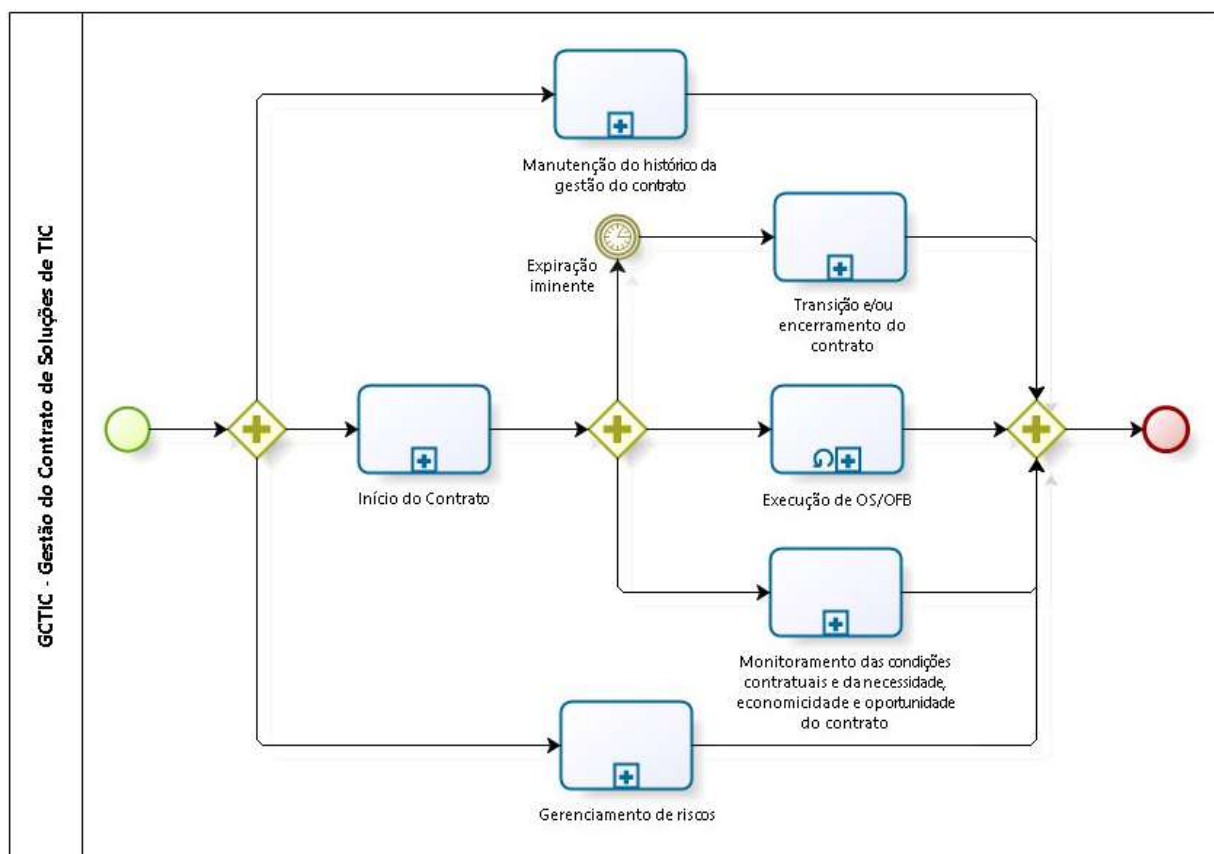 GCTIC - Gestão do Contrato de Soluções de TIC
Manutenção do histórico da
gestão do contrato
Expiração
iminente
Transição e/ou
encerramento do
contrato
Início do Contrato
Execução de OS/OFB
Monitoramento das condições
contratuais e da necessidade,
economicidade e oportunidade
do contrato
Gerenciamento de riscos